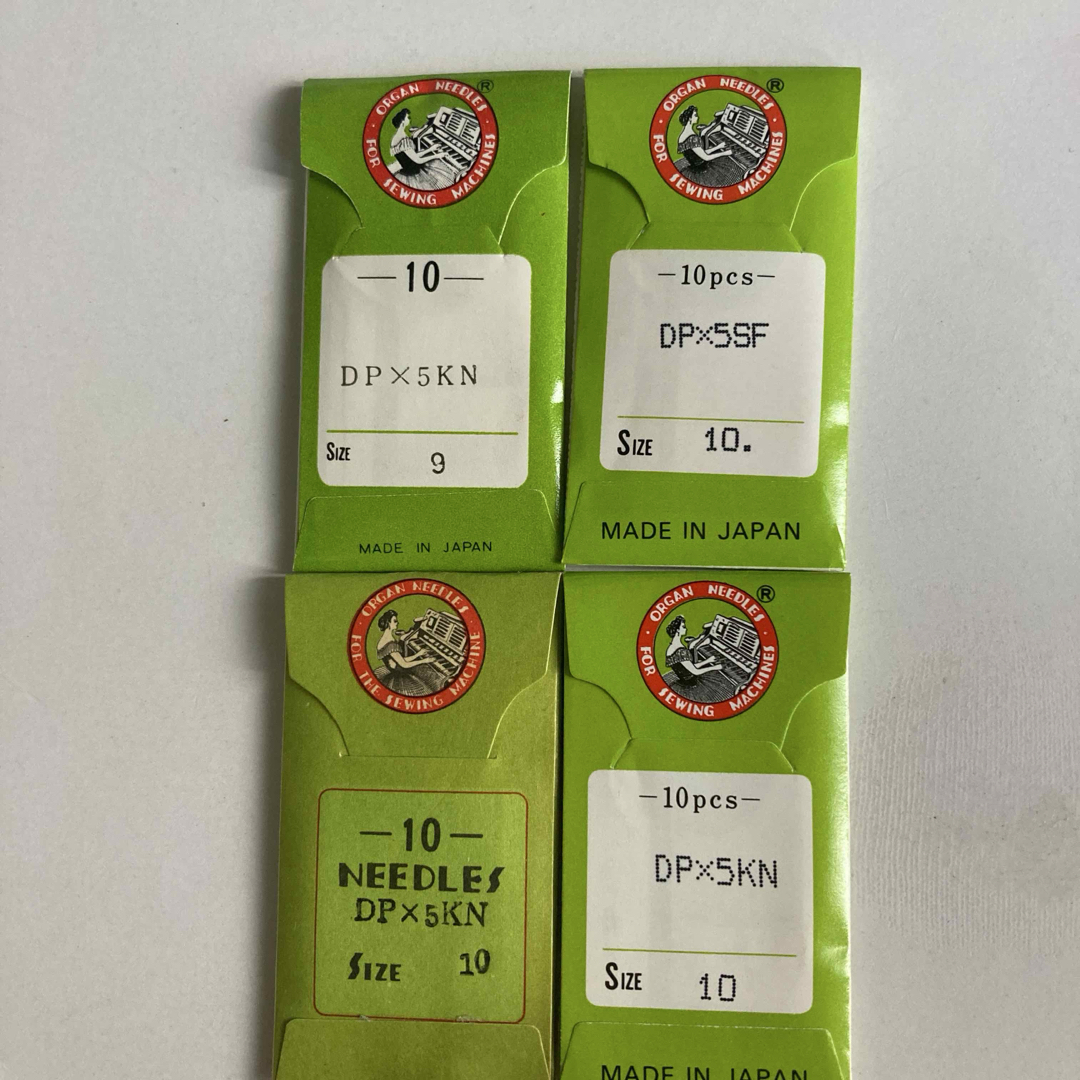 ORGAN NEEDLES ®
· FOR SEWING MACHINES ·
—10—
DP×5KN
SIZE 9
MADE IN JAPAN
ORGAN NEEDLES ®
· FOR SEWING MACHINES ·
—10pcs—
DP×5SF
SIZE 10.
MADE IN JAPAN
ORGAN NEEDLES
· FOR THE SEWING MACHINE ·
—10—
NEEDLES
DP×5KN
SIZE 10
ORGAN NEEDLES ®
· FOR SEWING MACHINES ·
—10pcs—
DP×5KN
SIZE 10
MADE IN JAPAN